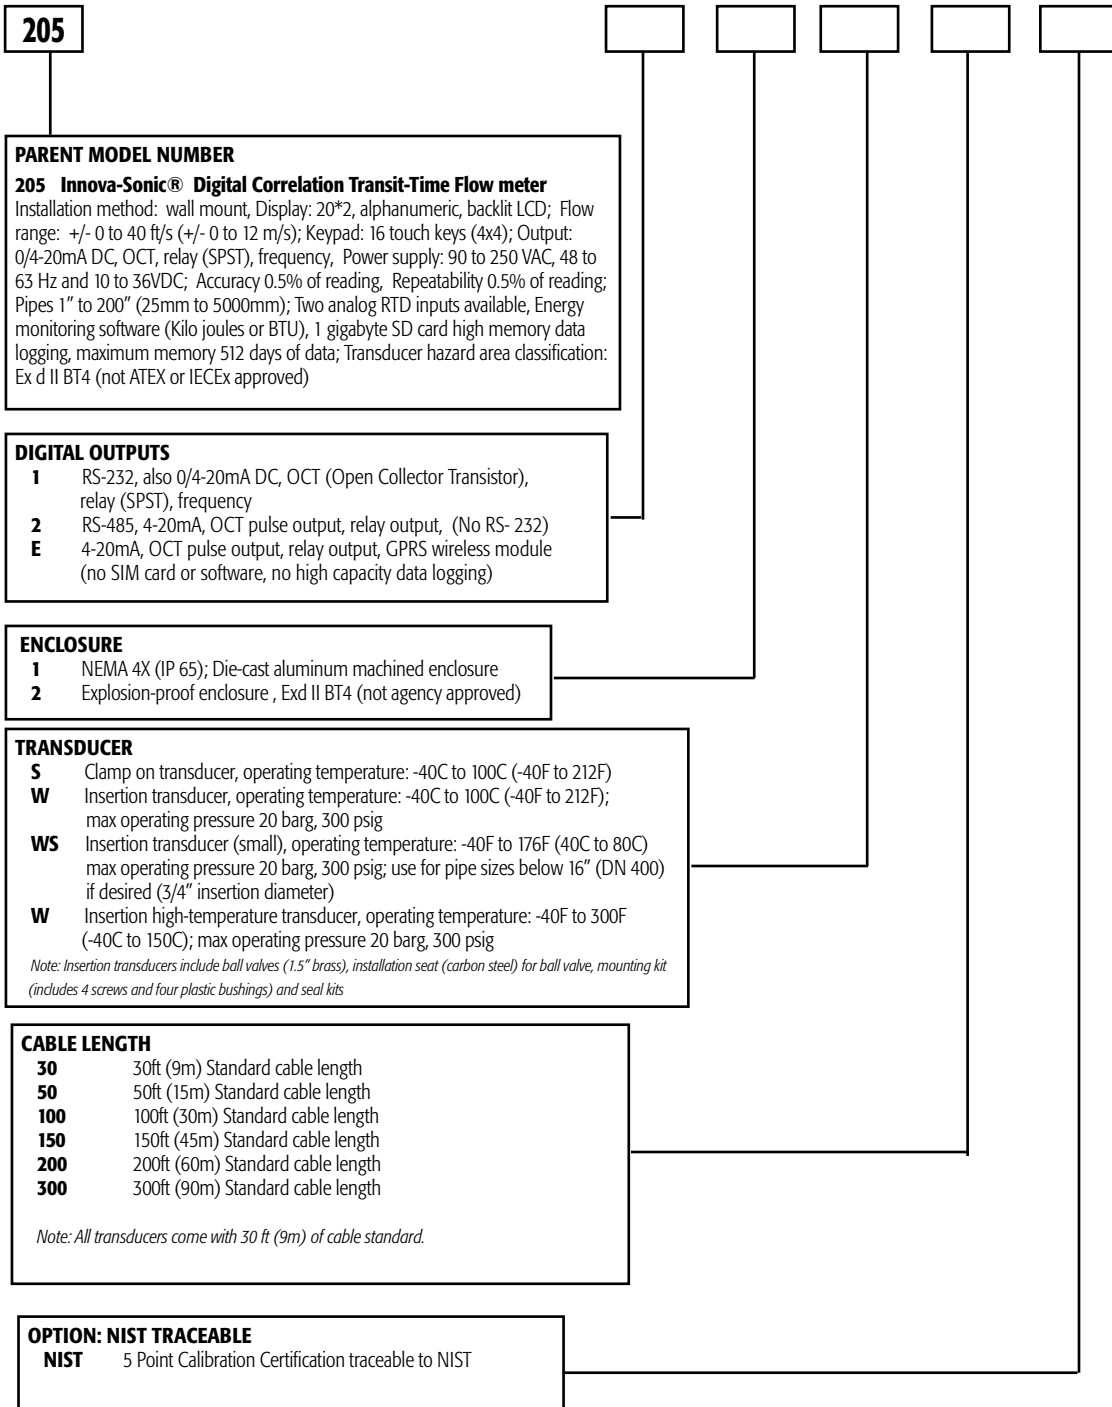 205
PARENT MODEL NUMBER
205 Innova-Sonic® Digital Correlation Transit-Time Flow meter
Installation method: wall mount, Display: 20*2, alphanumeric, backlit LCD; Flow
range: +/- 0 to 40 ft/s (+/- 0 to 12 m/s); Keypad: 16 touch keys (4x4); Output:
0/4-20mA DC, OCT, relay (SPST), frequency, Power supply: 90 to 250 VAC, 48 to
63 Hz and 10 to 36VDC; Accuracy 0.5% of reading, Repeatability 0.5% of reading;
Pipes 1" to 200" (25mm to 5000mm); Two analog RTD inputs available, Energy
monitoring software (Kilo joules or BTU), 1 gigabyte SD card high memory data
logging, maximum memory 512 days of data; Transducer hazard area classification:
Ex d II BT4 (not ATEX or IECEx approved)
DIGITAL OUTPUTS
1 RS-232, also 0/4-20mA DC, OCT (Open Collector Transistor),
relay (SPST), frequency
2 RS-485, 4-20mA, OCT pulse output, relay output, (No RS- 232)
E 4-20mA, OCT pulse output, relay output, GPRS wireless module
(no SIM card or software, no high capacity data logging)
ENCLOSURE
1 NEMA 4X (IP 65); Die-cast aluminum machined enclosure
2 Explosion-proof enclosure , Exd II BT4 (not agency approved)
TRANSDUCER
S Clamp on transducer, operating temperature: -40C to 100C (-40F to 212F)
W Insertion transducer, operating temperature: -40C to 100C (-40F to 212F);
max operating pressure 20 barg, 300 psig
WS Insertion transducer (small), operating temperature: -40F to 176F (40C to 80C)
max operating pressure 20 barg, 300 psig; use for pipe sizes below 16" (DN 400)
if desired (3/4" insertion diameter)
W Insertion high-temperature transducer, operating temperature: -40F to 300F
(-40C to 150C); max operating pressure 20 barg, 300 psig
Note: Insertion transducers include ball valves (1.5" brass), installation seat (carbon steel) for ball valve, mounting kit
(includes 4 screws and four plastic bushings) and seal kits
CABLE LENGTH
30 30ft (9m) Standard cable length
50 50ft (15m) Standard cable length
100 100ft (30m) Standard cable length
150 150ft (45m) Standard cable length
200 200ft (60m) Standard cable length
300 300ft (90m) Standard cable length
Note: All transducers come with 30 ft (9m) of cable standard.
OPTION: NIST TRACEABLE
NIST 5 Point Calibration Certification traceable to NIST